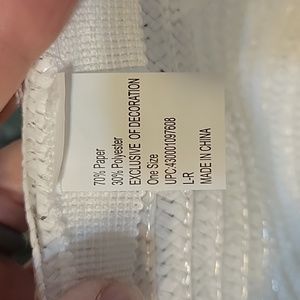 70% Paper
30% Polyester
EXCLUSIVE OF DECORATION
One Size
UPC:430001097608
L-R
MADE IN CHINA